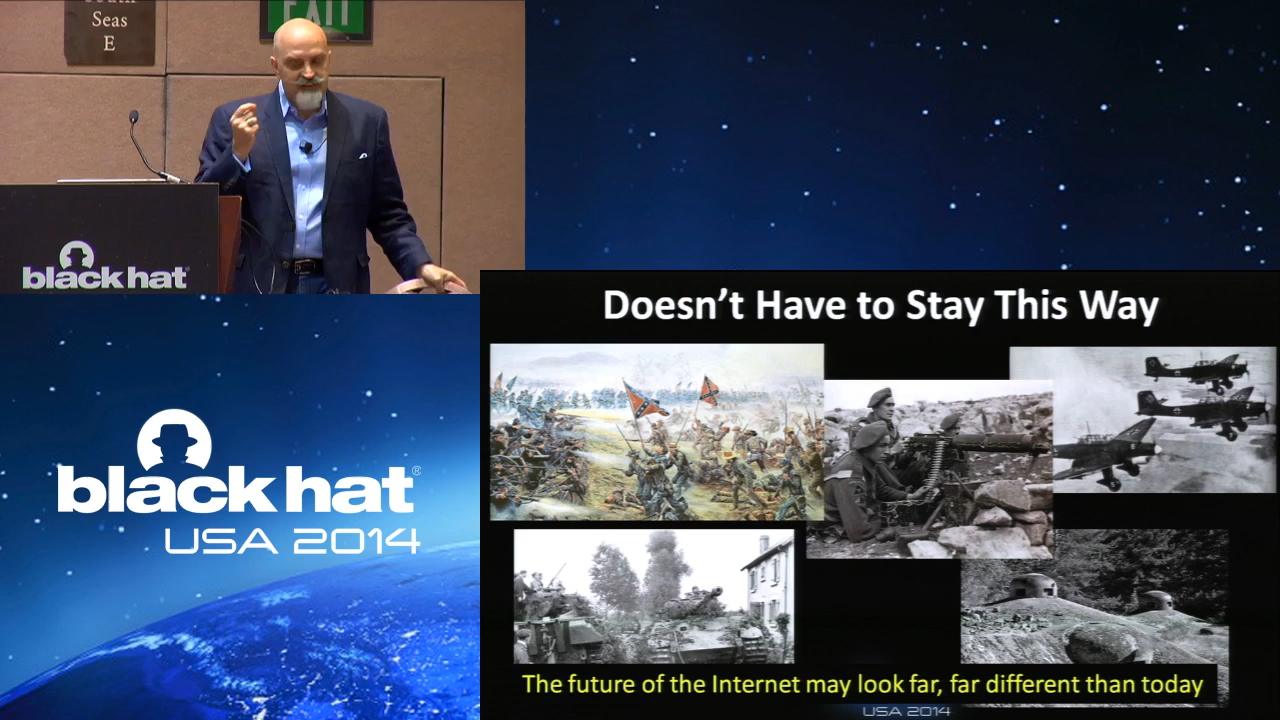 South
Seas
E
EXIT
black hat®
black hat®
USA 2014
Doesn't Have to Stay This Way
The future of the Internet may look far, far different than today
USA 2014